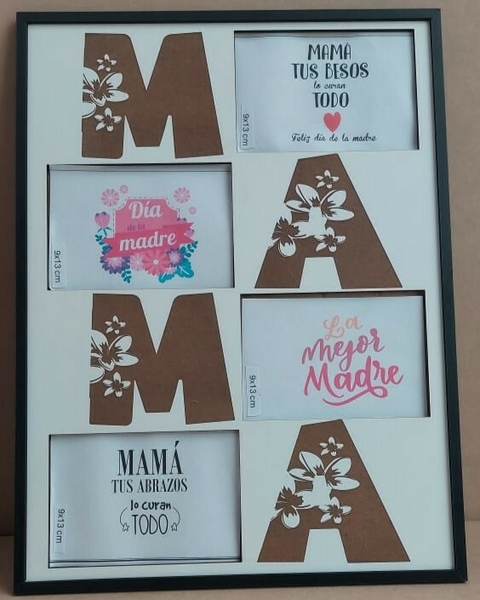 M
MAMÁ
TUS BESOS
lo curan
TODO
Feliz día de la madre
9x13 cm
Día
de la
madre
9x13 cm
A
M
La
Mejor
Madre
9x13 cm
MAMÁ
TUS ABRAZOS
lo curan
TODO
9x13 cm
A